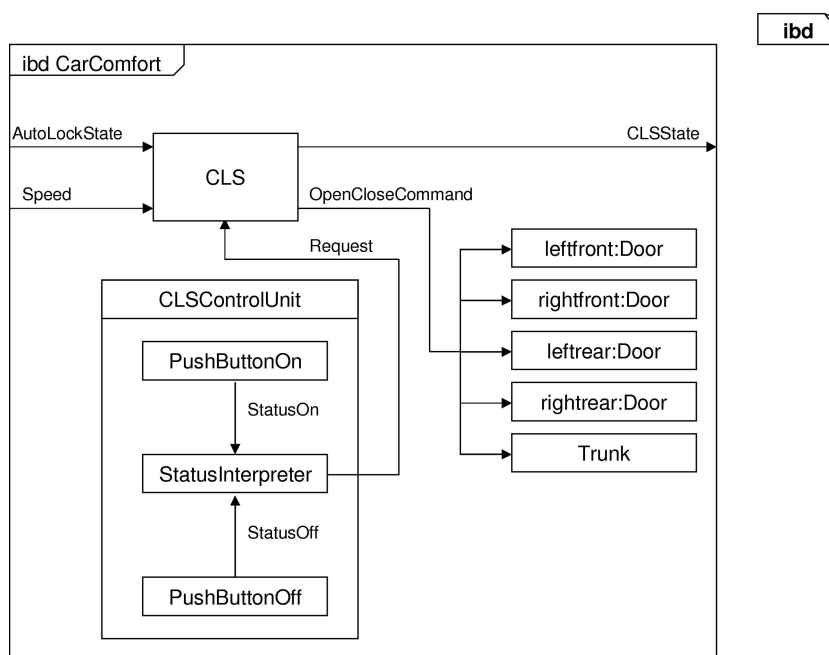 ibd
ibd CarComfort
AutoLockState
CLSState
CLS
Speed
OpenCloseCommand
Request
leftfront:Door
CLSControlUnit
rightfront:Door
PushButtonOn
leftrear:Door
StatusOn
rightrear:Door
StatusInterpreter
Trunk
StatusOff
PushButtonOff